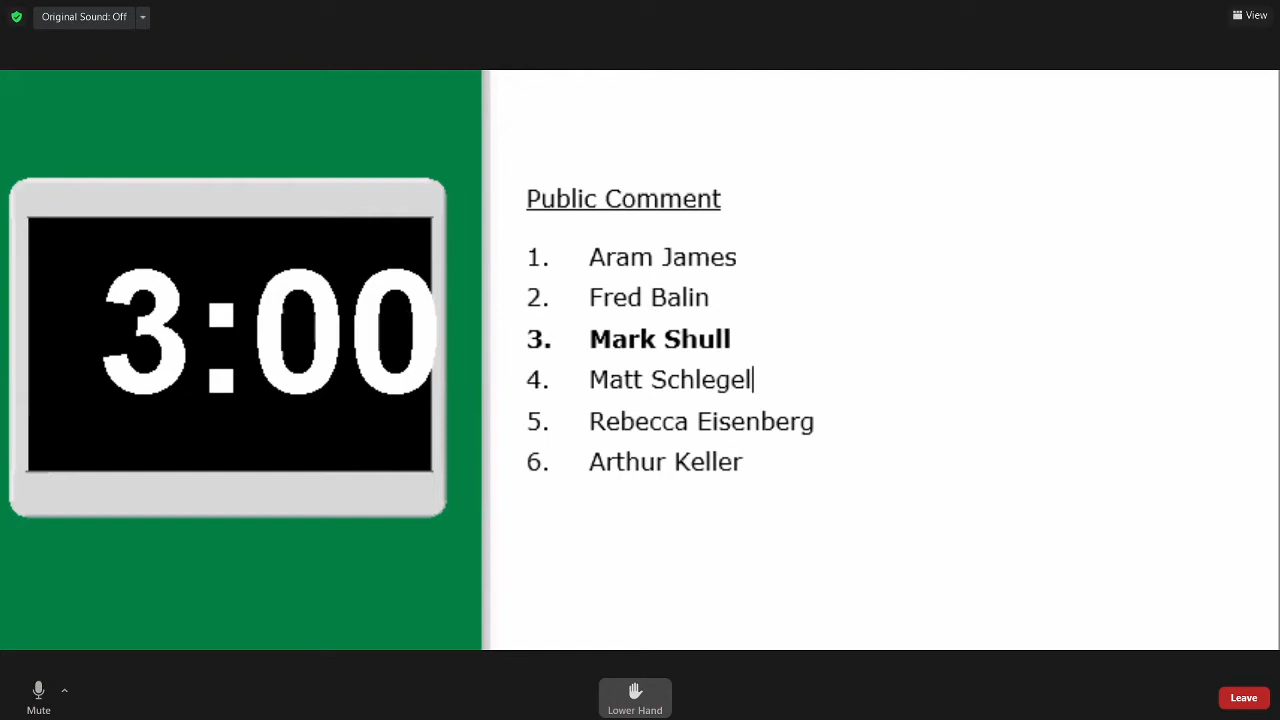 Original Sound: Off
View
3:00
Public Comment
1. Aram James
2. Fred Balin
3. Mark Shull
4. Matt Schlegel
5. Rebecca Eisenberg
6. Arthur Keller
Mute
Lower Hand
Leave